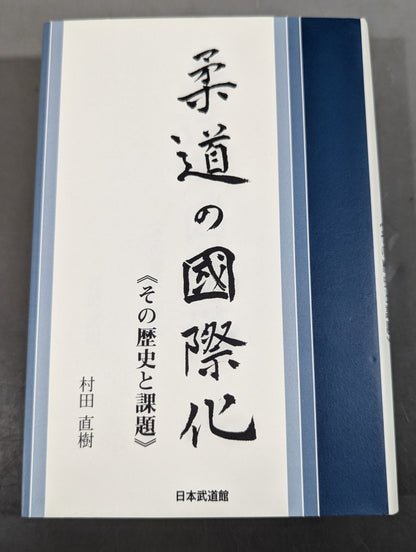 柔道の國際化
《その歴史と課題》
村田 直樹
日本武道館